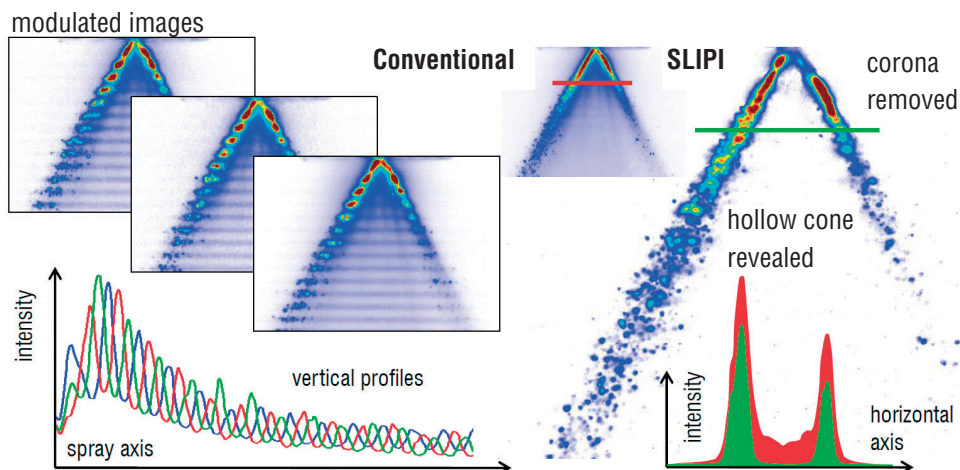 modulated images
Conventional
SLIPI
corona
removed
hollow cone
revealed
intensity
vertical profiles
spray axis
intensity
horizontal
axis